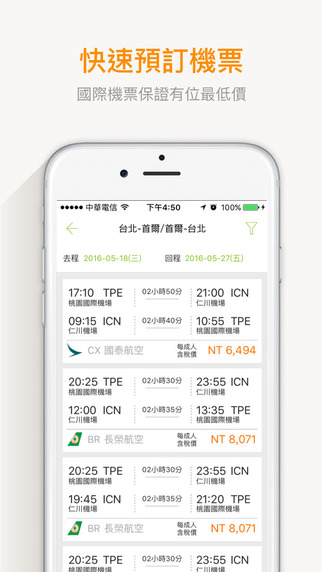 快速預訂機票
國際機票保證有位最低價
中華電信 下午4:50 100%
台北-首爾/首爾-台北
去程 2016-05-18(三) 回程 2016-05-27(五)
17:10 TPE 02小時50分 21:00 ICN
桃園國際機場 仁川機場
09:15 ICN 02小時40分 10:55 TPE
仁川機場 桃園國際機場
CX 國泰航空 每成人含稅價 NT 6,494
20:25 TPE 02小時30分 23:55 ICN
桃園國際機場 仁川機場
12:00 ICN 02小時35分 13:35 TPE
仁川機場 桃園國際機場
BR 長榮航空 每成人含稅價 NT 8,071
20:25 TPE 02小時30分 23:55 ICN
桃園國際機場 仁川機場
19:45 ICN 02小時35分 21:20 TPE
仁川機場 桃園國際機場
BR 長榮航空 每成人含稅價 NT 8,071
20:25 TPE 02小時30分 23:55 ICN